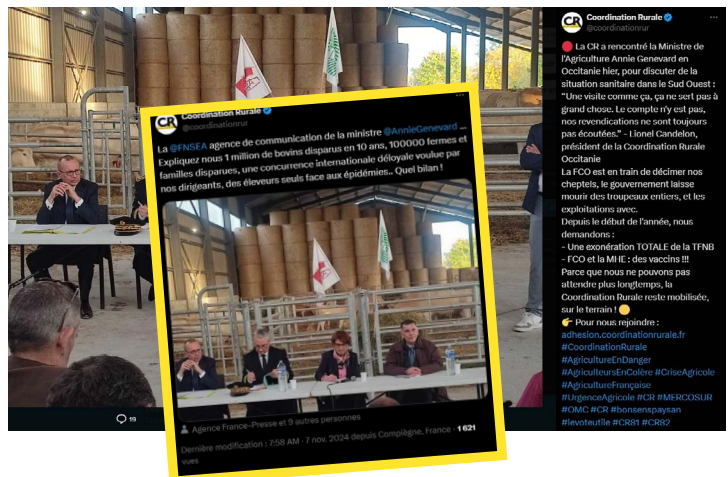 CR
Coordination Rurale
@coordinationrur
🔴 La CR a rencontré la Ministre de
l'Agriculture Annie Genevard en
Occitanie hier, pour discuter de la
situation sanitaire dans le Sud Ouest :
"Une visite comme ça, ça ne sert pas à
grand chose. Le compte n'y est pas,
nos revendications ne sont toujours
pas écoutées." - Lionel Candelon,
président de la Coordination Rurale
Occitanie
La FCO est en train de décimer nos
cheptels, le gouvernement laisse
mourir des troupeaux entiers, et les
exploitations avec.
Depuis le début de l'année, nous
demandons :
- Une exonération TOTALE de la TFNB
- FCO et la MHE : des vaccins !!!
Parce que nous ne pouvons pas
attendre plus longtemps, la
Coordination Rurale reste mobilisée,
sur le terrain ! 🟡
👉 Pour nous rejoindre :
adhesion.coordinationrurale.fr
#CoordinationRurale
#AgricultureEnDanger
#AgriculteursEnColère #CriseAgricole
#AgricultureFrançaise
#UrgenceAgricole #CR #MERCOSUR
#OMC #CR #bonsenspaysan
#levoteutile #CR81 #CR82
19
CR
Coordination Rurale
@coordinationrur
La @FNSEA agence de communication de la ministre @AnnieGenevard ...
Expliquez nous 1 million de bovins disparus en 10 ans, 100000 fermes et
familles disparues, une concurrence internationale déloyale voulue par
nos dirigeants, des éleveurs seuls face aux épidémies.. Quel bilan !
Agence France-Presse et 9 autres personnes
Dernière modification : 7:58 AM · 7 nov. 2024 depuis Compiègne, France · 1 621
vues